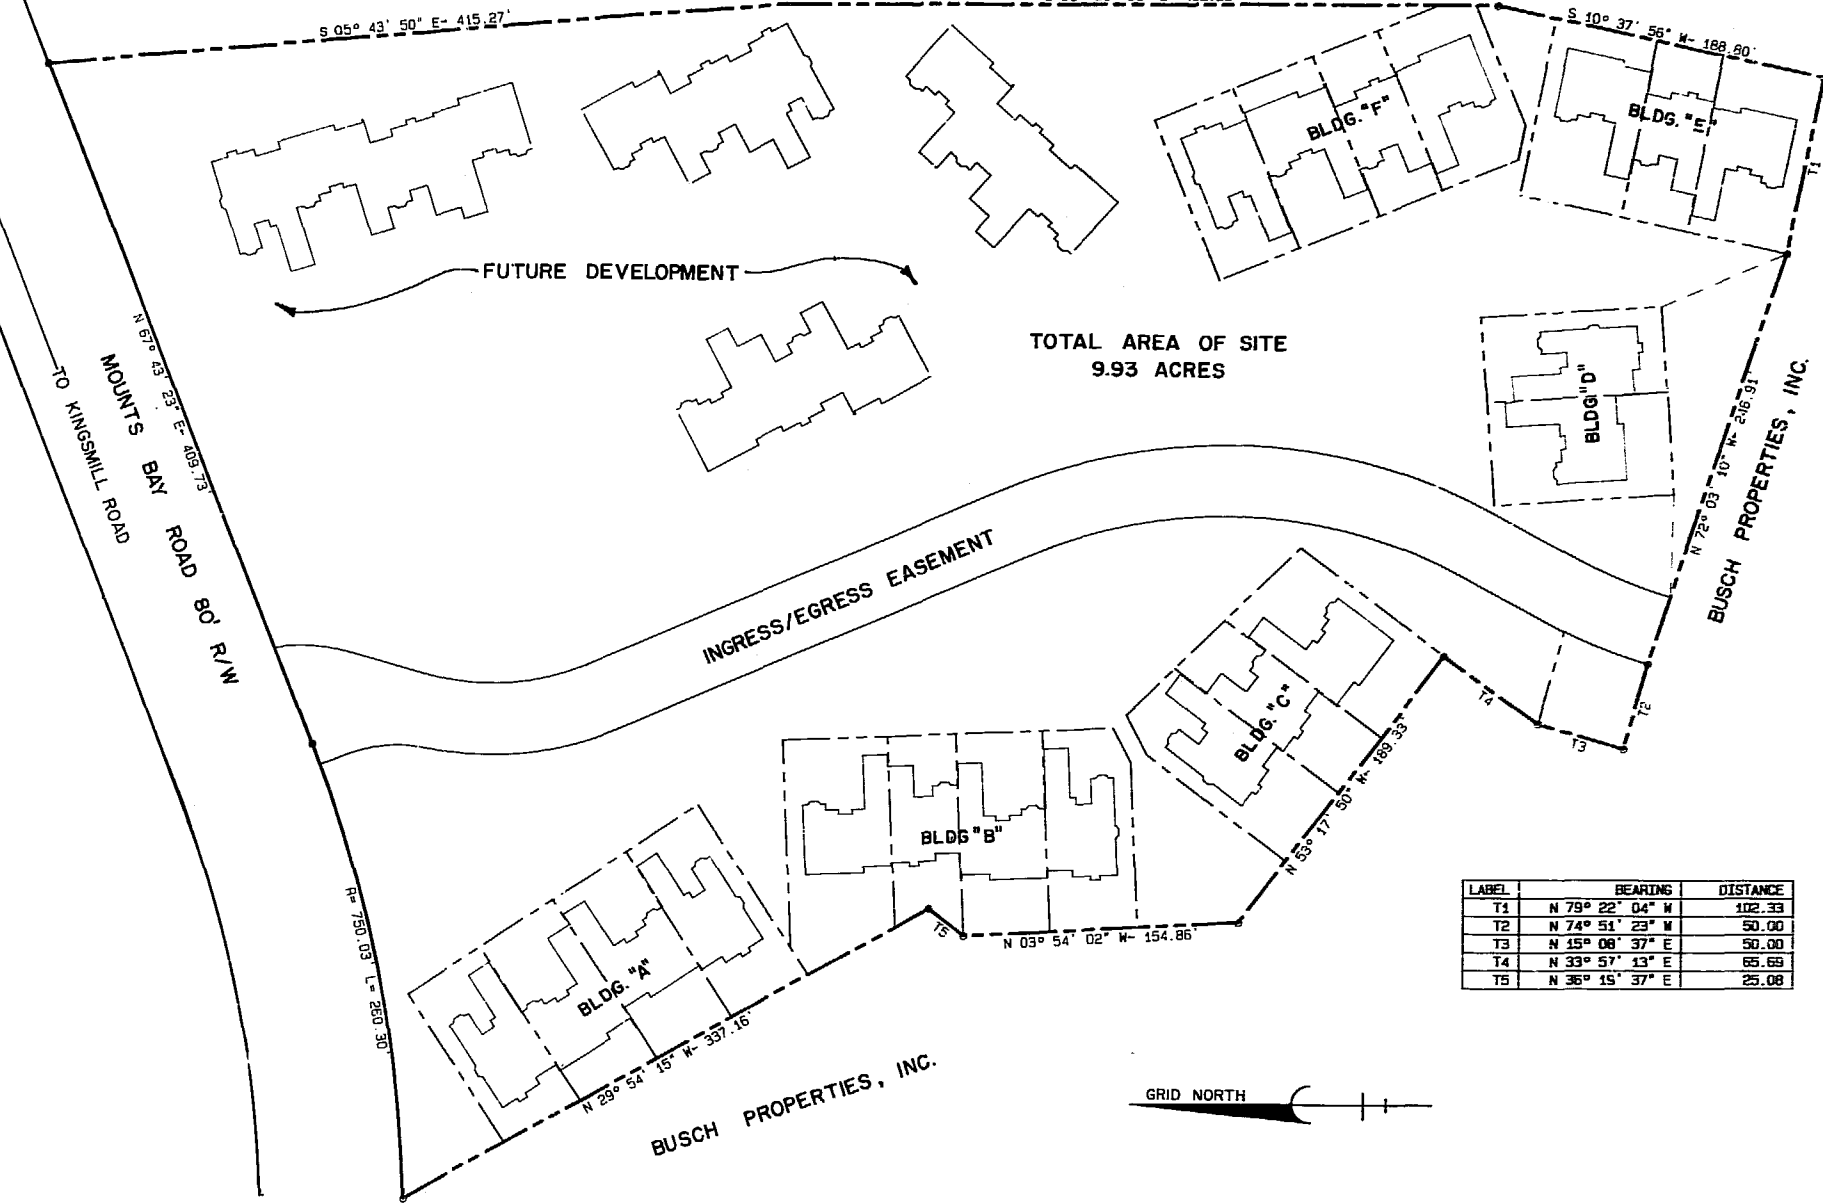 S 05° 43' 50" E- 415.27'
S 10° 37' 56" W- 188.80'
BLDG. "F"
BLDG. "E"
T1
FUTURE DEVELOPMENT
TOTAL AREA OF SITE
9.93 ACRES
BLDG "D"
N 72° 03' 10" W- 246.91'
BUSCH PROPERTIES, INC.
N 67° 43' 23" E- 409.73'
MOUNTS BAY ROAD 80' R/W
TO KINGSMILL ROAD
INGRESS/EGRESS EASEMENT
BLDG. "C"
T4
T3
T2
N 53° 17' 50" W- 189.33'
BLDG "B"
T5
N 03° 54' 02" W- 154.86'
R= 750.03' L= 260.30'
BLDG. "A"
N 29° 54' 15" W- 337.16'
BUSCH PROPERTIES, INC.
LABEL BEARING DISTANCE
T1 N 79° 22' 04" W 102.33
T2 N 74° 51' 23" W 50.00
T3 N 15° 08' 37" E 50.00
T4 N 33° 57' 13" E 65.69
T5 N 36° 15' 37" E 25.08
GRID NORTH